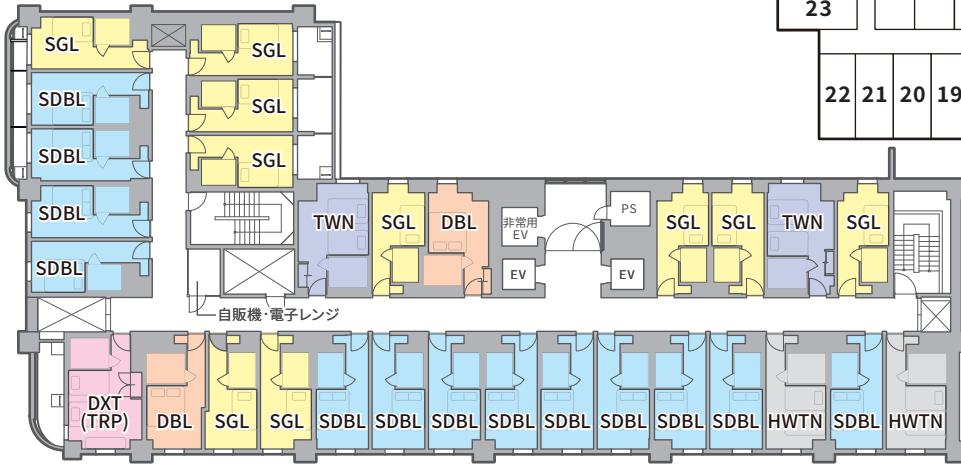 23
22 21 20 19
SGL
SGL
SDBL
SGL
SDBL
SGL
SDBL
SDBL
TWN
SGL
DBL
非常用
EV
PS
SGL
SGL
TWN
SGL
EV
EV
自販機・電子レンジ
DXT
(TRP)
DBL
SGL
SGL
SDBL
SDBL
SDBL
SDBL
SDBL
SDBL
SDBL
SDBL
HWTN
SDBL
HWTN